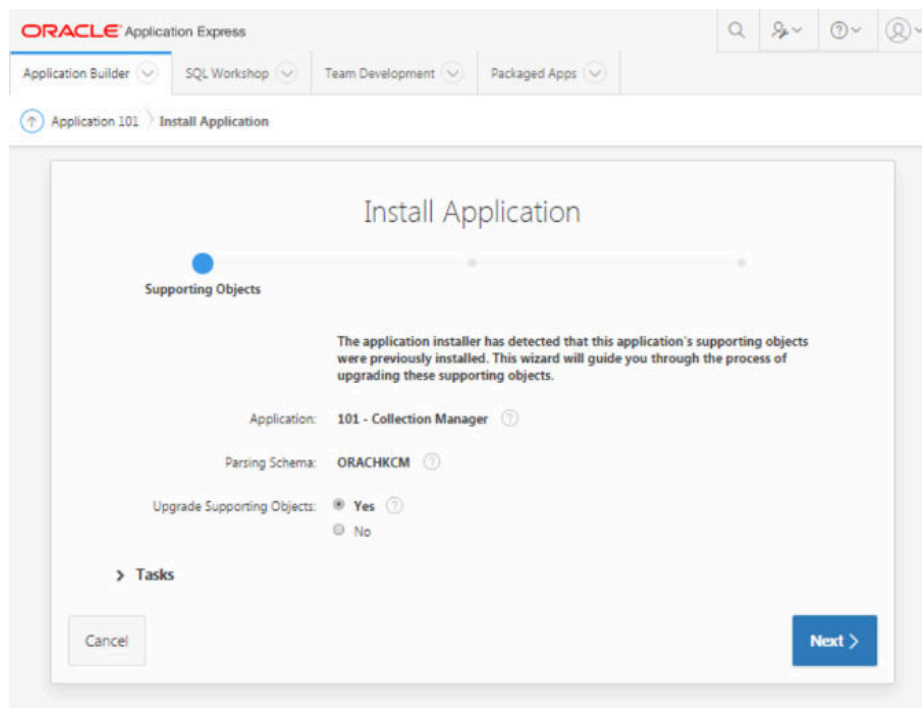 ORACLE Application Express
Application Builder SQL Workshop Team Development Packaged Apps
Application 101 Install Application
Install Application
Supporting Objects
The application installer has detected that this application's supporting objects
were previously installed. This wizard will guide you through the process of
upgrading these supporting objects.
Application: 101 - Collection Manager ?
Parsing Schema: ORACHKCM ?
Upgrade Supporting Objects: Yes ?
No
> Tasks
Cancel Next >